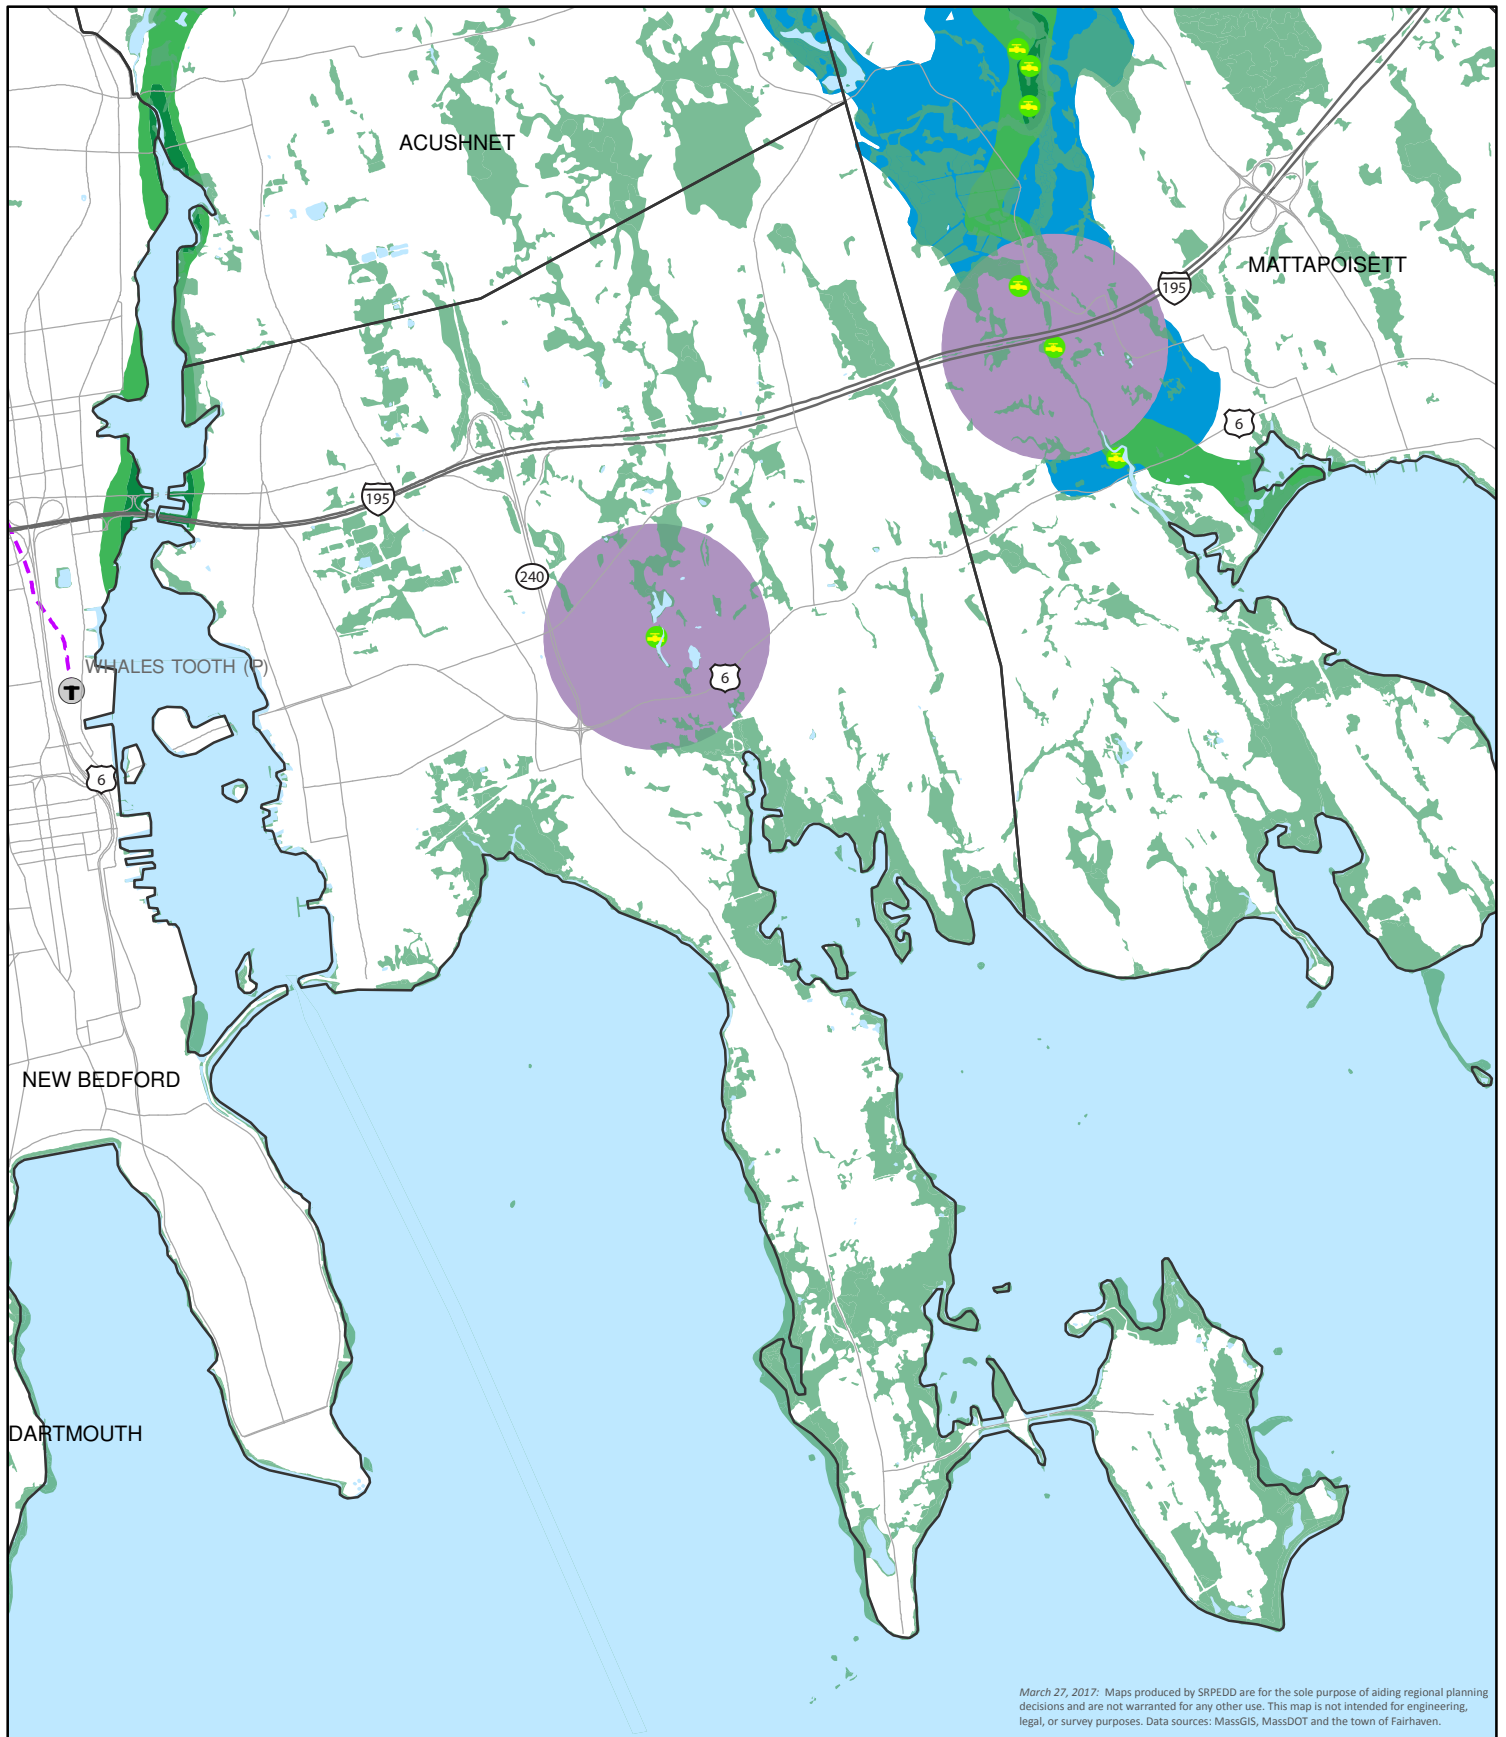 ACUSHNET
MATTAPOISETT
195
6
195
240
6
WHALES TOOTH (P)
T
6
NEW BEDFORD
DARTMOUTH
March 27, 2017: Maps produced by SRPEDD are for the sole purpose of aiding regional planning
decisions and are not warranted for any other use. This map is not intended for engineering,
legal, or survey purposes. Data sources: MassGIS, MassDOT and the town of Fairhaven.